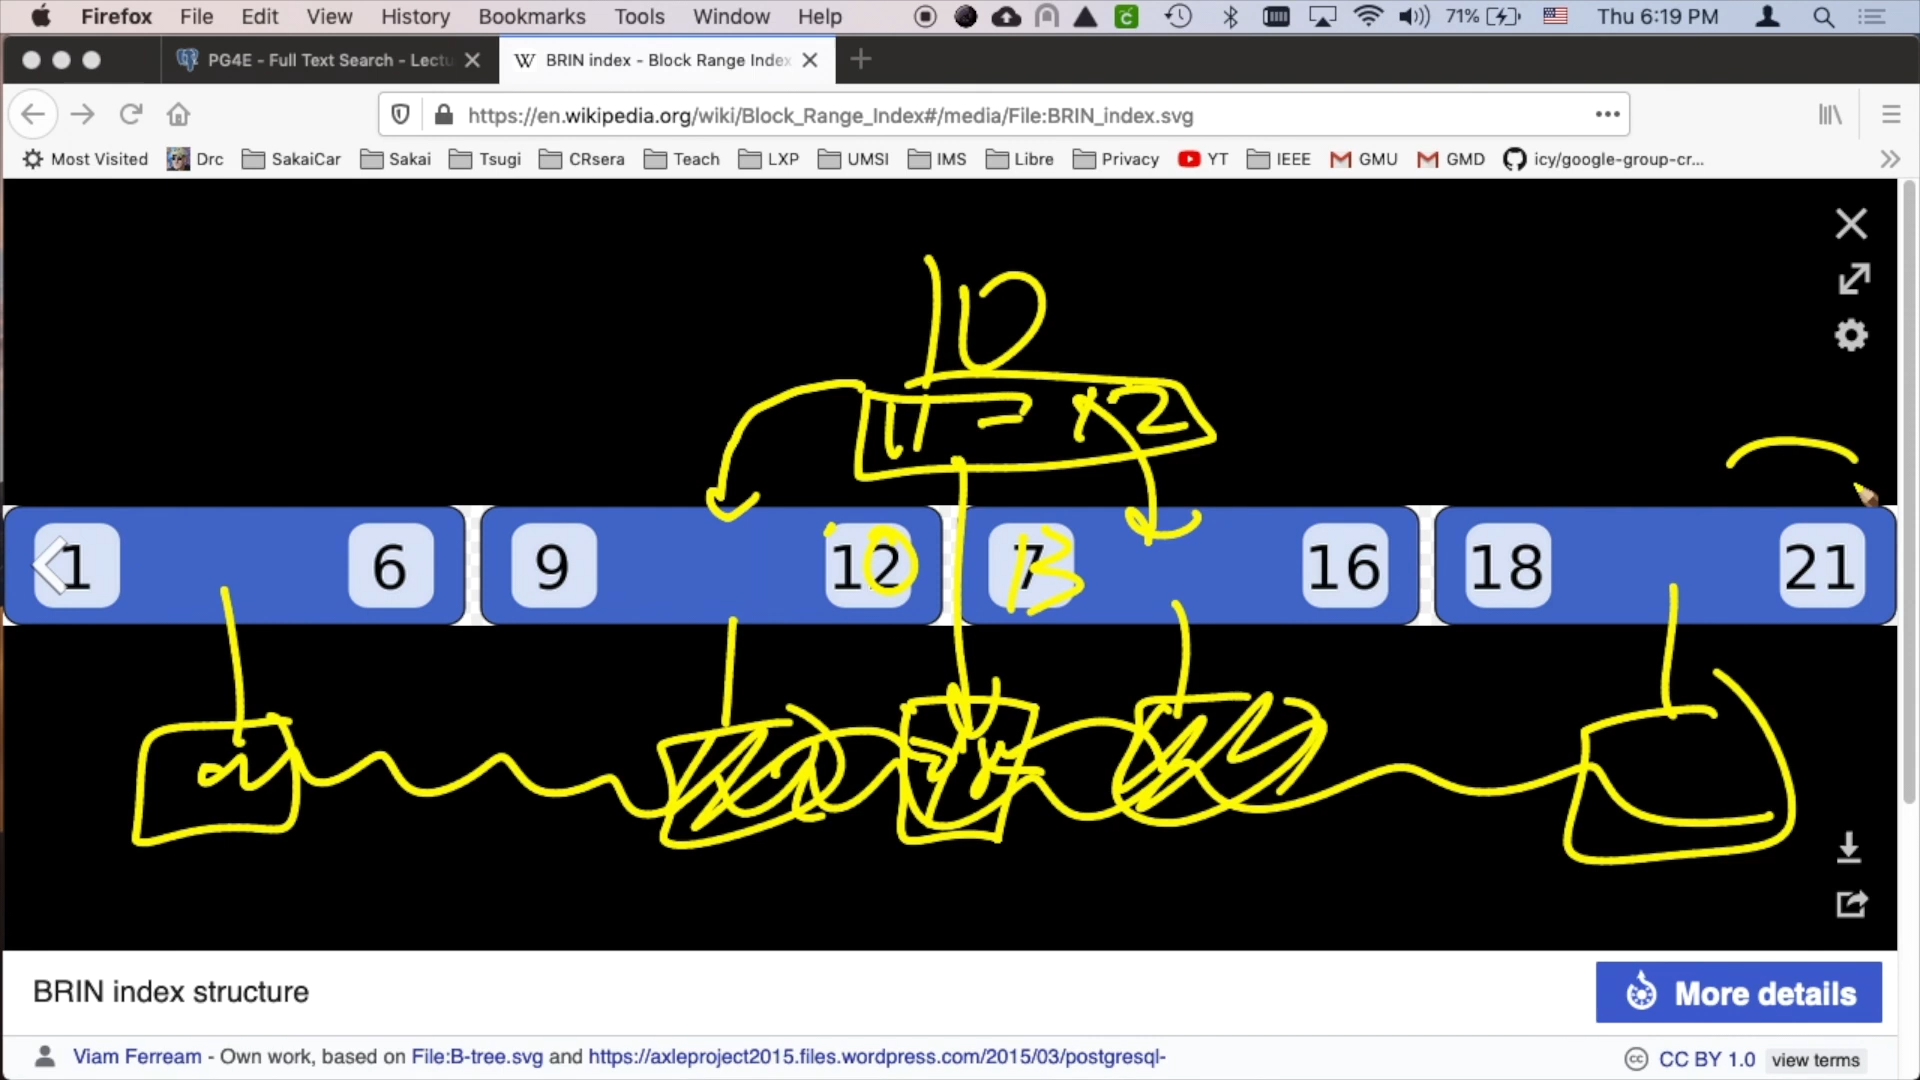 Firefox File Edit View History Bookmarks Tools Window Help 71% Thu 6:19 PM
PG4E - Full Text Search - Lectu
W BRIN index - Block Range Index
https://en.wikipedia.org/wiki/Block_Range_Index#/media/File:BRIN_index.svg
Most Visited Drc SakaiCar Sakai Tsugi CRsera Teach LXP UMSI IMS Libre Privacy YT IEEE GMU GMD icy/google-group-cr...
10
1 6 9 12 7 13 16 18 21
BRIN index structure
More details
Viam Ferream - Own work, based on File:B-tree.svg and https://axleproject2015.files.wordpress.com/2015/03/postgresql-
CC BY 1.0 view terms